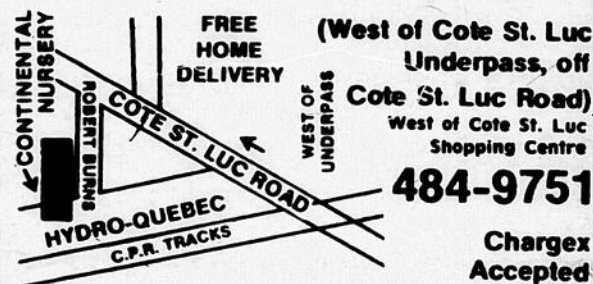 CONTINENTAL
NURSERY
ROBERT BURNS
FREE
HOME
DELIVERY
COTE ST. LUC ROAD
WEST OF
UNDERPASS
HYDRO-QUEBEC
C.P.R. TRACKS
(West of Cote St. Luc
Underpass, off
Cote St. Luc Road)
West of Cote St. Luc
Shopping Centre
484-9751
Chargex
Accepted